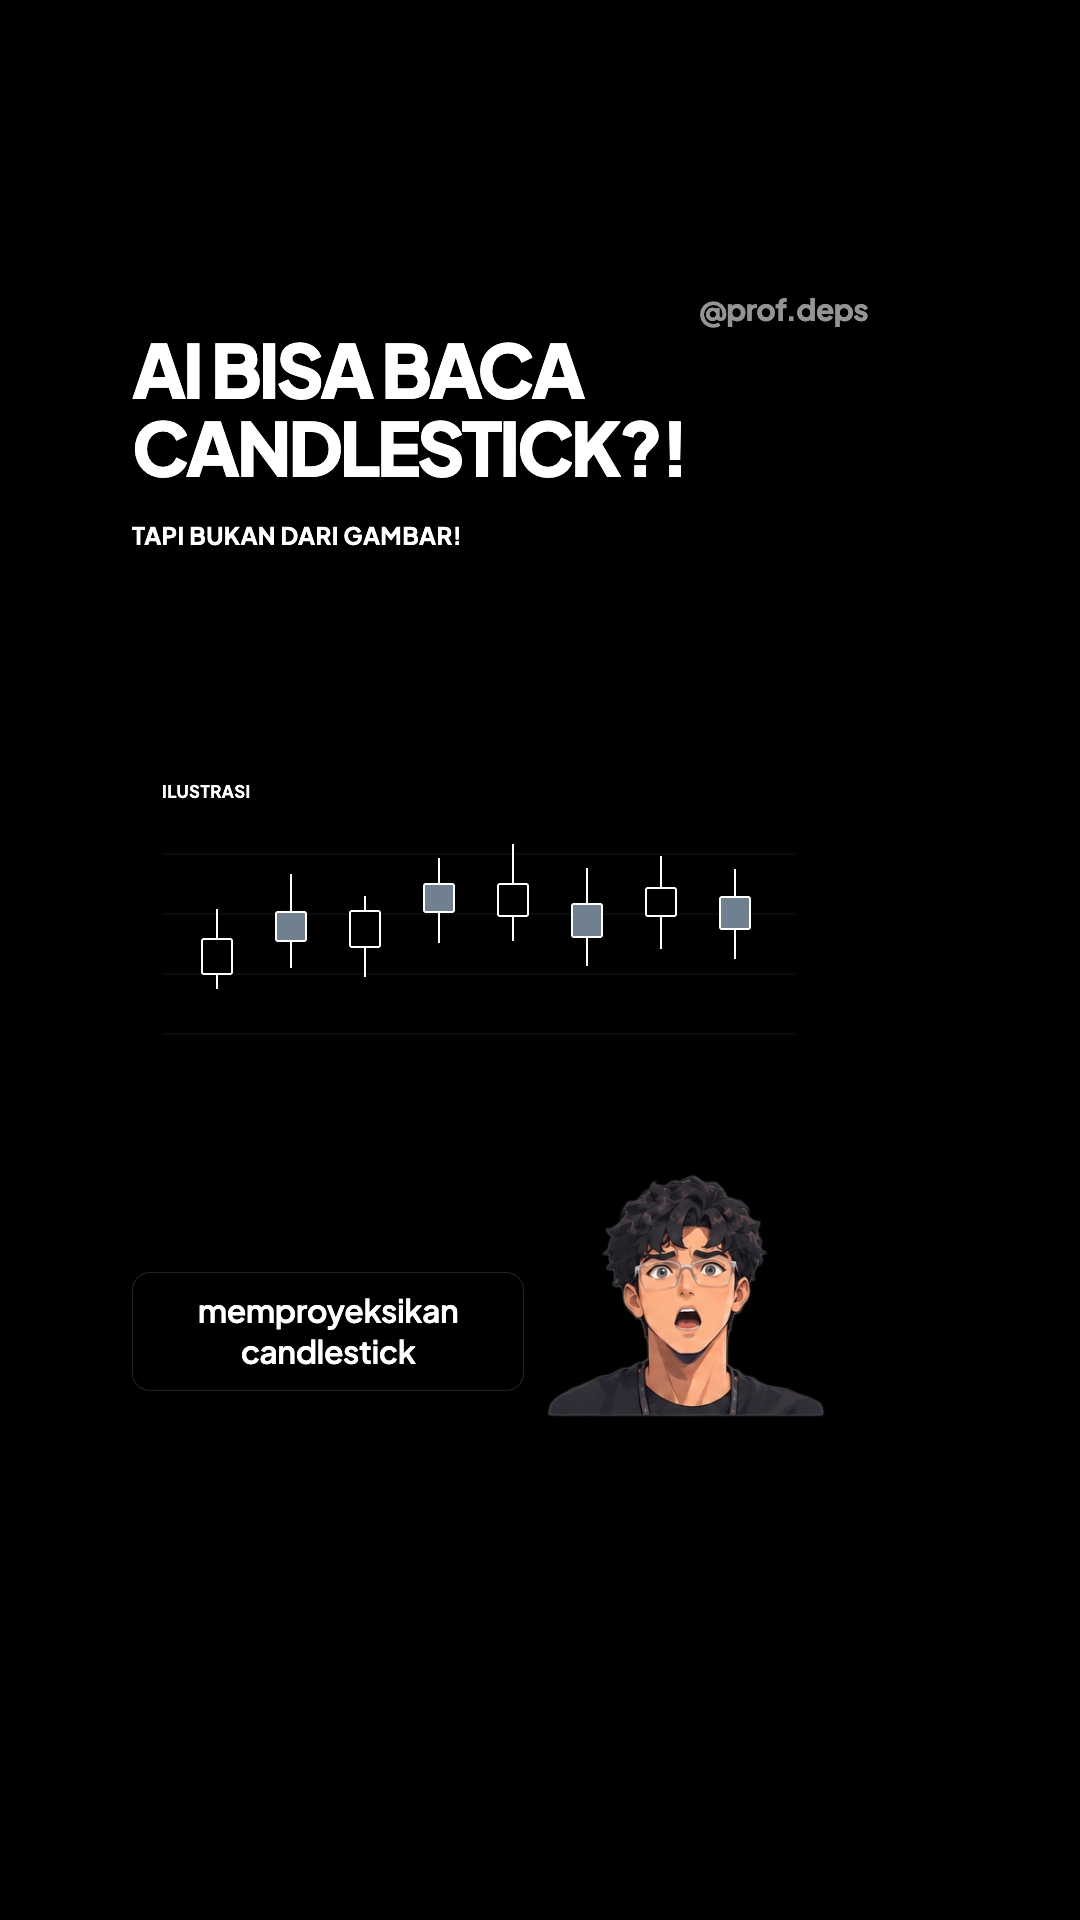 @prof.deps
AI BISA BACA
CANDLESTICK?!
TAPI BUKAN DARI GAMBAR!
ILUSTRASI
memproyeksikan
candlestick